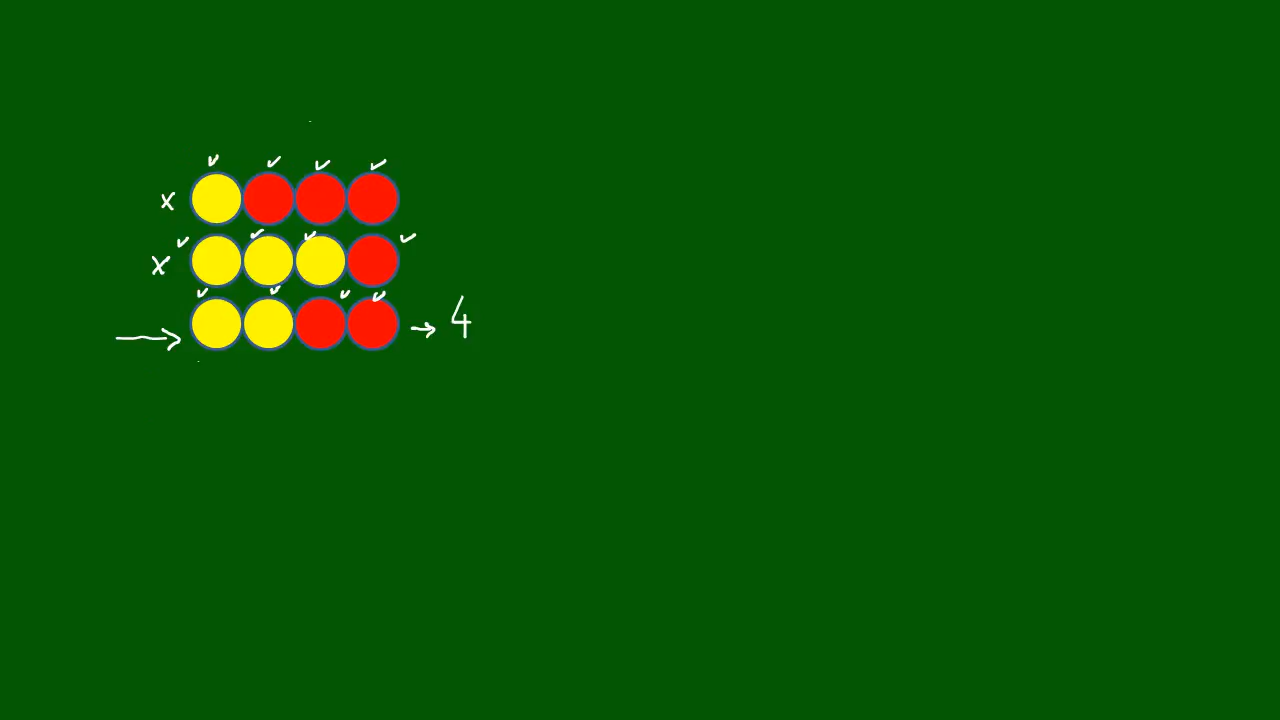 ✓ ✓ ✓ ✓
x
✓ ✓ ✓ ✓
x
✓ ✓ ✓ ✓
→ → 4